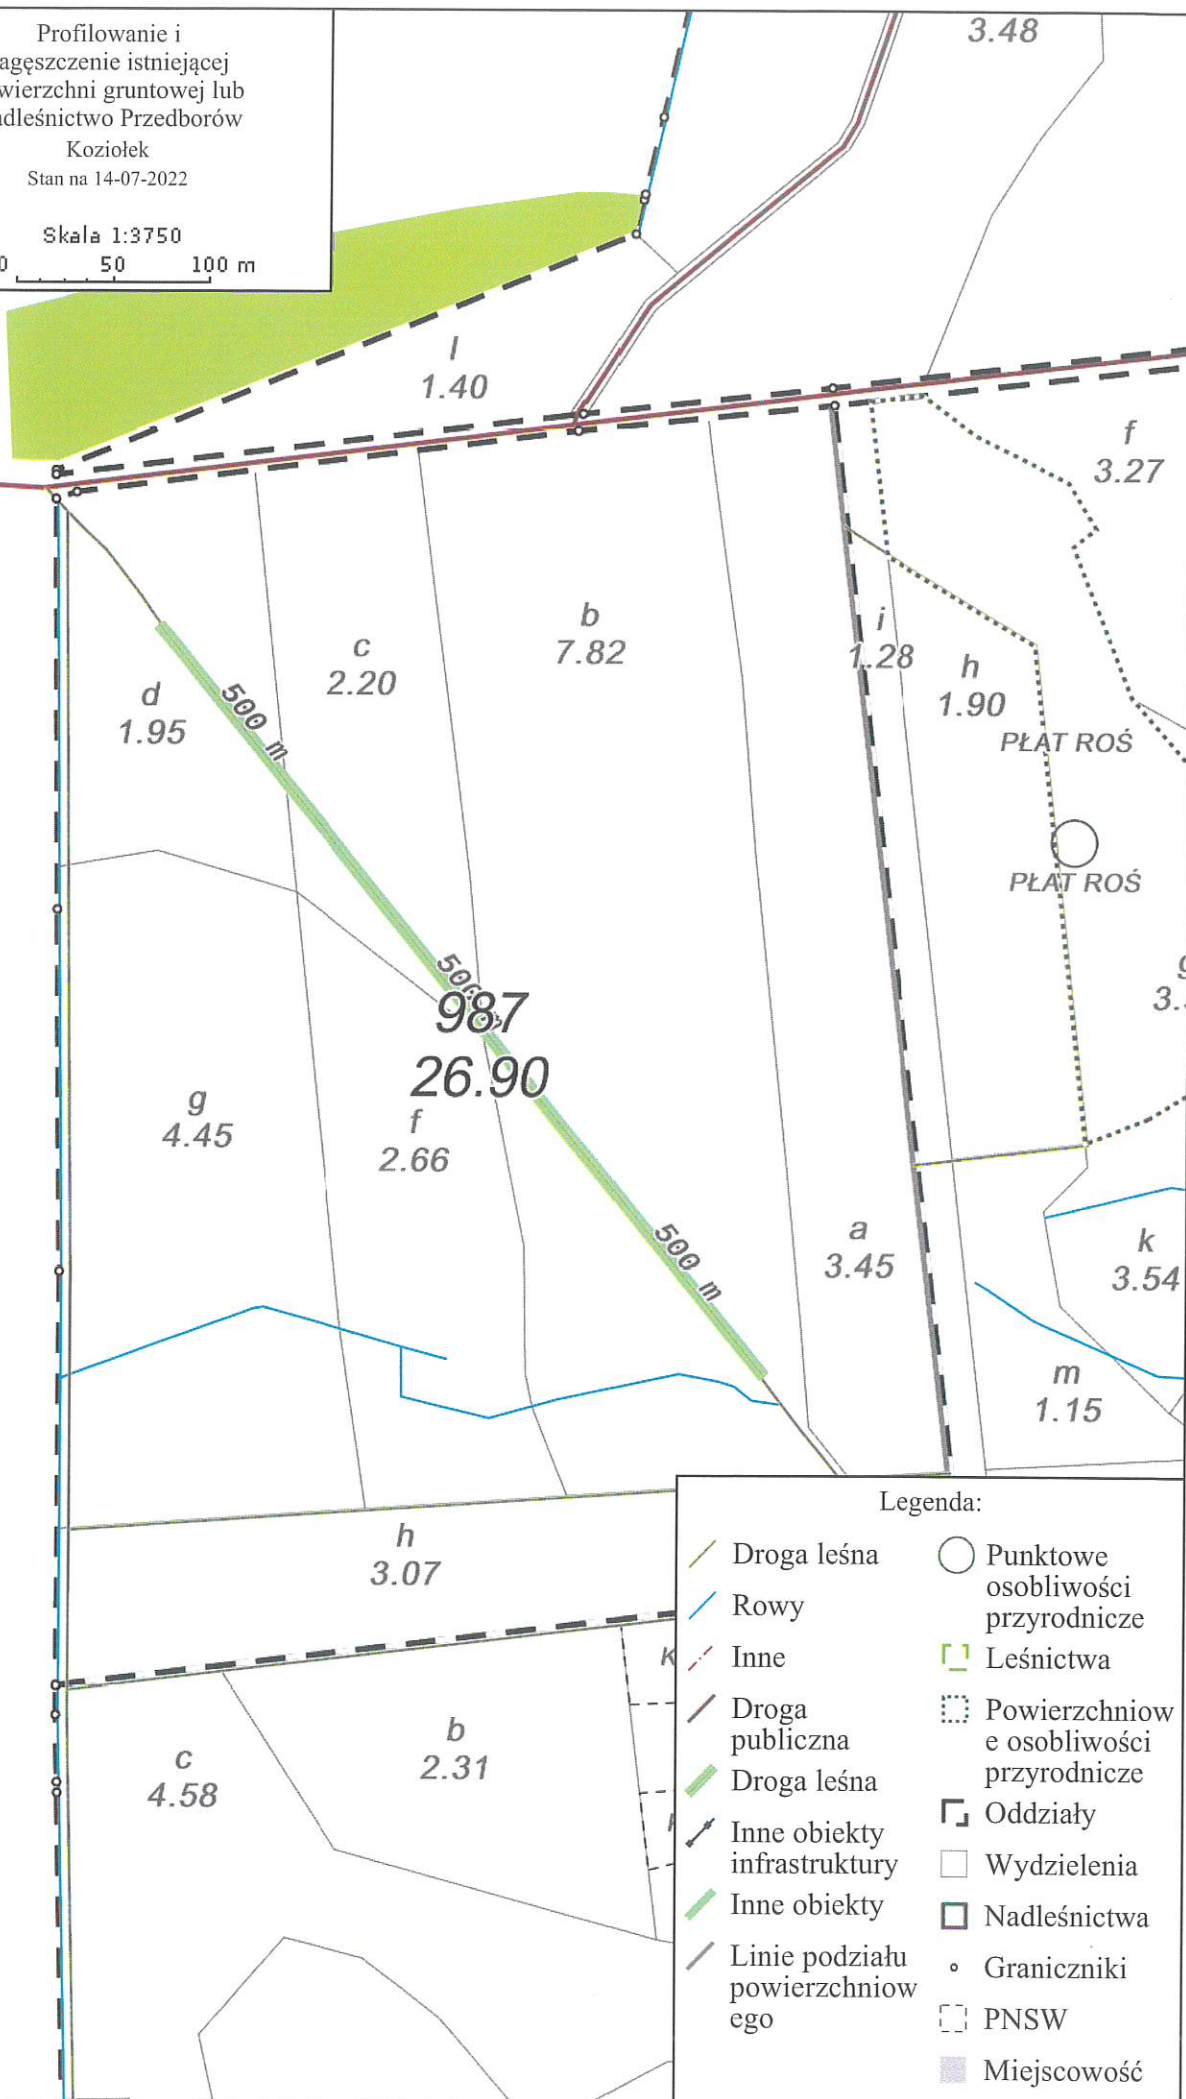 Profilowanie i
agęszczenie istniejącej
wierzchni gruntowej lub
dleśnictwo Przedborów
Koziołek
Stan na 14-07-2022
Skala 1:3750
0 50 100 m
3.48
l
1.40
f
3.27
b
7.82
c
2.20
i
1.28
h
1.90
d
1.95
500 m
PŁAT ROŚ
PŁAT ROŚ
g
3.
500
987
26.90
g
4.45
f
2.66
500 m
a
3.45
k
3.54
m
1.15
h
3.07
K
b
2.31
c
4.58
Legenda:
Droga leśna
Rowy
Inne
Droga
publiczna
Droga leśna
Inne obiekty
infrastruktury
Inne obiekty
Linie podziału
powierzchniow
ego
Punktowe
osobliwości
przyrodnicze
Leśnictwa
Powierzchniow
e osobliwości
przyrodnicze
Oddziały
Wydzielenia
Nadleśnictwa
Graniczniki
PNSW
Miejscowość